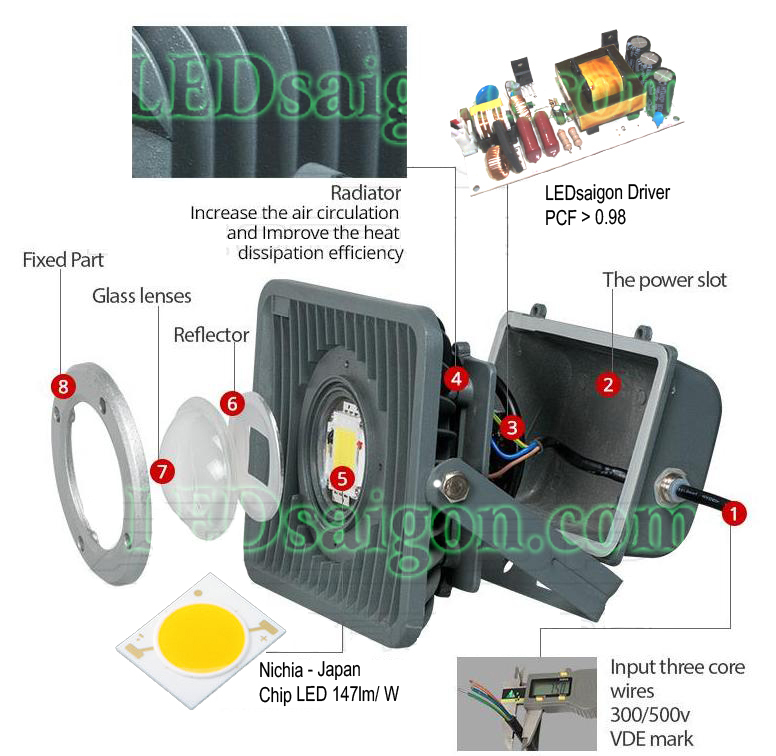 LEDsaigon.com
Radiator
Increase the air circulation
and Improve the heat
dissipation efficiency
LEDsaigon Driver
PCF > 0.98
Fixed Part
Glass lenses
Reflector
The power slot
8
7
6
5
4
3
2
1
LEDsaigon.com
Nichia - Japan
Chip LED 147lm/ W
Input three core
wires
300/500v
VDE mark